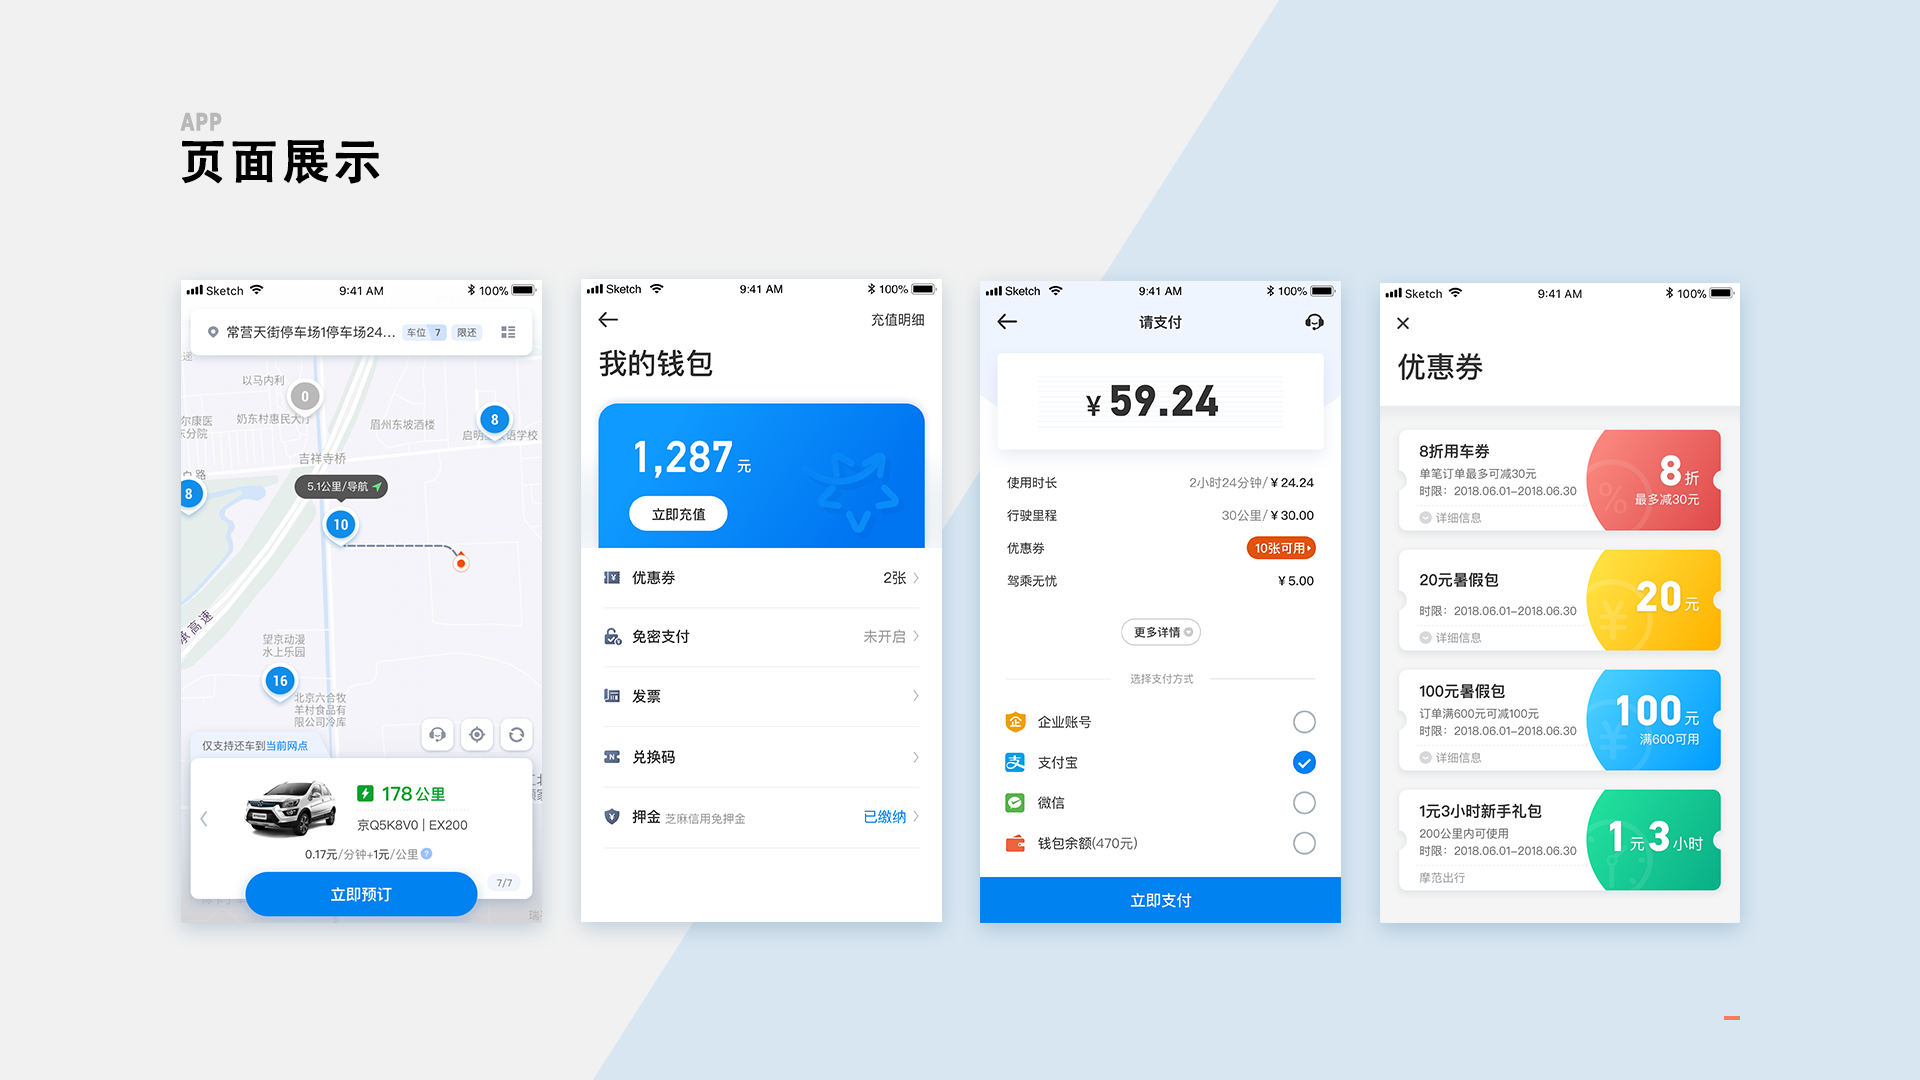 APP
页面展示
Sketch 9:41 AM 100%
常营天街停车场1停车场24... 车位 7 限还
以马内利
0
奶东村惠民大厅
眉州东坡酒楼
8
吉祥寺桥
5.1公里/导航
8
10
承高速
望京动漫
水上乐园
16
北京六合牧
羊村食品有
限公司冷库
仅支持还车到当前网点
178公里
京Q5K8V0 | EX200
0.17元/分钟+1元/公里 ?
7/7
立即预订
Sketch 9:41 AM 100%
充值明细
我的钱包
1,287 元
立即充值
优惠券 2张
免密支付 未开启
发票
兑换码
押金 芝麻信用免押金 已缴纳
Sketch 9:41 AM 100%
请支付
¥ 59.24
使用时长 2小时24分钟/ ¥ 24.24
行驶里程 30公里/ ¥ 30.00
优惠券 10张可用
驾乘无忧 ¥ 5.00
更多详情
选择支付方式
企 企业账号
支 支付宝
微信
钱包余额(470元)
立即支付
Sketch 9:41 AM 100%
优惠券
8折用车券
单笔订单最多可减30元
时限：2018.06.01-2018.06.30
详细信息
8 折
最多减30元
20元暑假包
时限：2018.06.01-2018.06.30
详细信息
20 元
100元暑假包
订单满600元可减100元
时限：2018.06.01-2018.06.30
详细信息
100 元
满600可用
1元3小时新手礼包
200公里内可使用
时限：2018.06.01-2018.06.30
摩范出行
1 元 3 小时